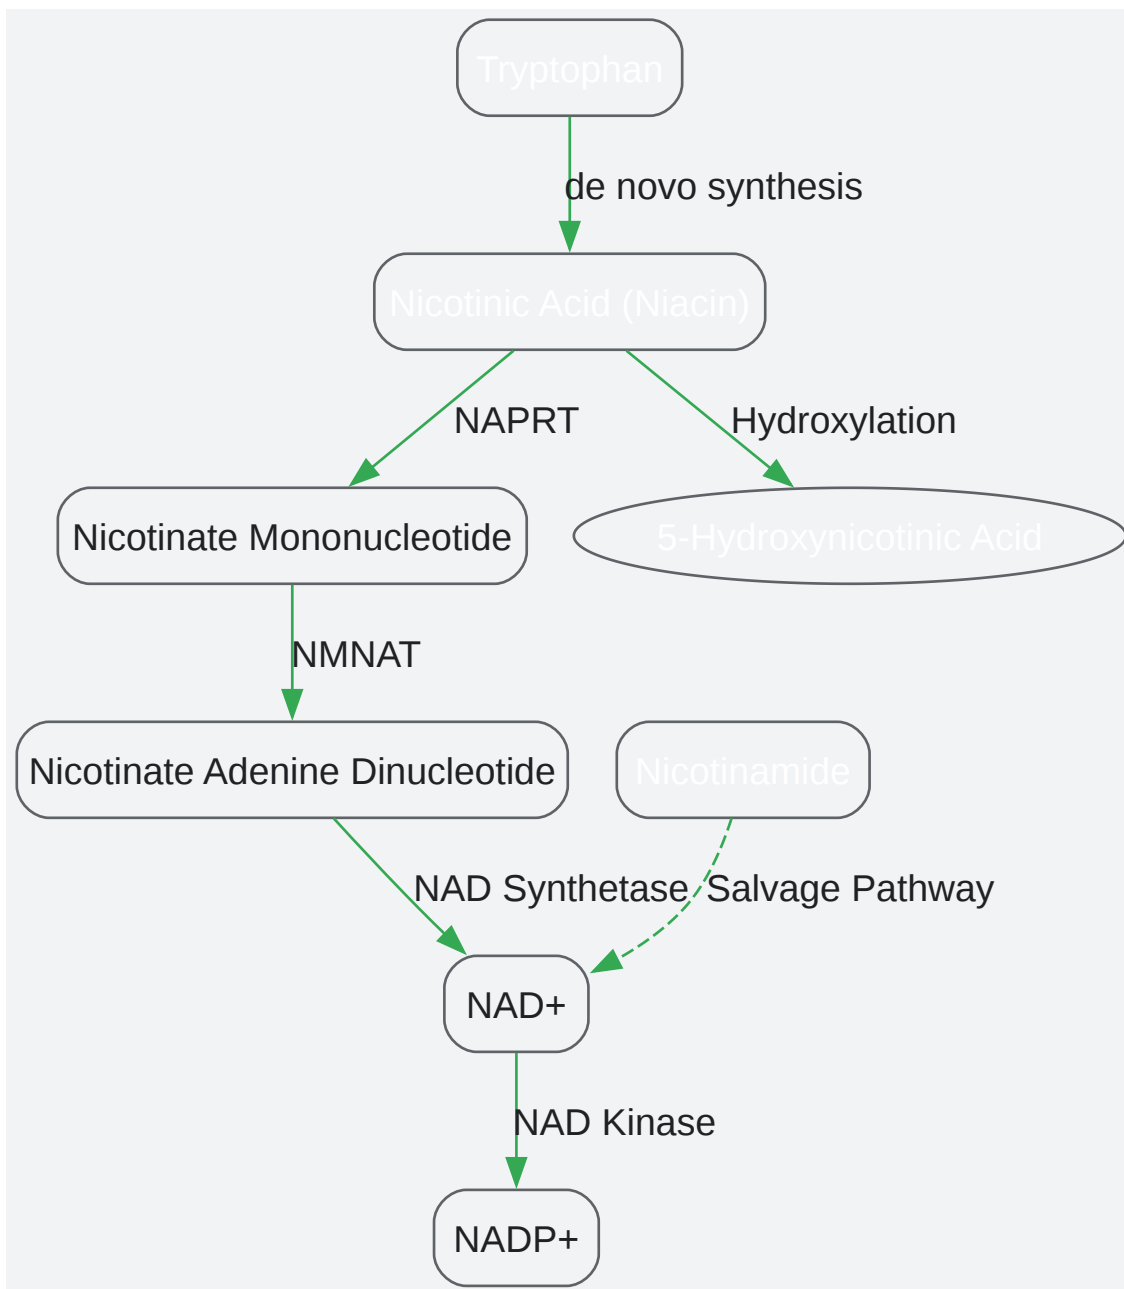 Tryptophan
de novo synthesis
Nicotinic Acid (Niacin)
NAPRT
Hydroxylation
Nicotinate Mononucleotide
5-Hydroxynicotinic Acid
NMNAT
Nicotinate Adenine Dinucleotide
Nicotinamide
NAD Synthetase
Salvage Pathway
NAD+
NAD Kinase
NADP+